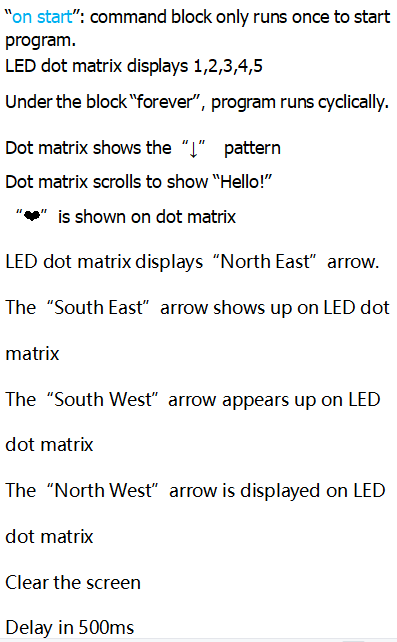 “on start”: command block only runs once to start
program.
LED dot matrix displays 1,2,3,4,5
Under the block “forever”, program runs cyclically.
Dot matrix shows the “↓” pattern
Dot matrix scrolls to show “Hello!”
“❤” is shown on dot matrix
LED dot matrix displays “North East” arrow.
The “South East” arrow shows up on LED dot
matrix
The “South West” arrow appears up on LED
dot matrix
The “North West” arrow is displayed on LED
dot matrix
Clear the screen
Delay in 500ms